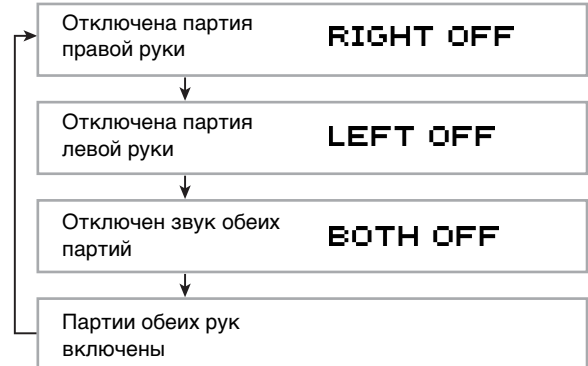 Отключена партия
правой руки
RIGHT OFF
Отключена партия
левой руки
LEFT OFF
Отключен звук обеих
партий
BOTH OFF
Партии обеих рук
включены